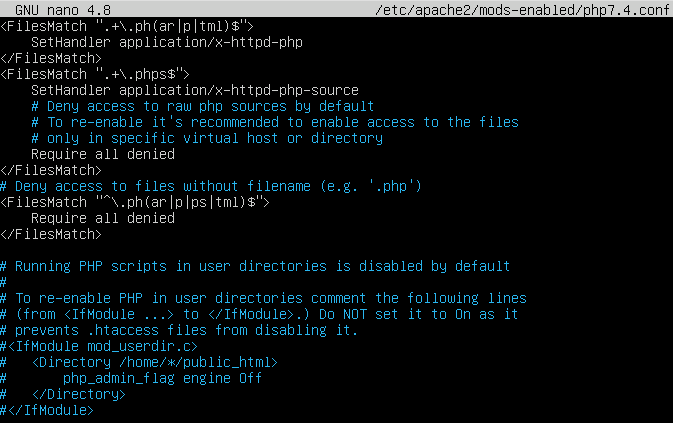 GNU nano 4.8 /etc/apache2/mods-enabled/php7.4.conf
<FilesMatch ".+\.ph(ar|p|tml)$">
    SetHandler application/x-httpd-php
</FilesMatch>
<FilesMatch ".+\.phps$">
    SetHandler application/x-httpd-php-source
    # Deny access to raw php sources by default
    # To re-enable it's recommended to enable access to the files
    # only in specific virtual host or directory
    Require all denied
</FilesMatch>
# Deny access to files without filename (e.g. '.php')
<FilesMatch "^\.ph(ar|p|ps|tml)$">
    Require all denied
</FilesMatch>

# Running PHP scripts in user directories is disabled by default
#
# To re-enable PHP in user directories comment the following lines
# (from <IfModule ...> to </IfModule>.) Do NOT set it to On as it
# prevents .htaccess files from disabling it.
#<IfModule mod_userdir.c>
#    <Directory /home/*/public_html>
#        php_admin_flag engine Off
#    </Directory>
#</IfModule>